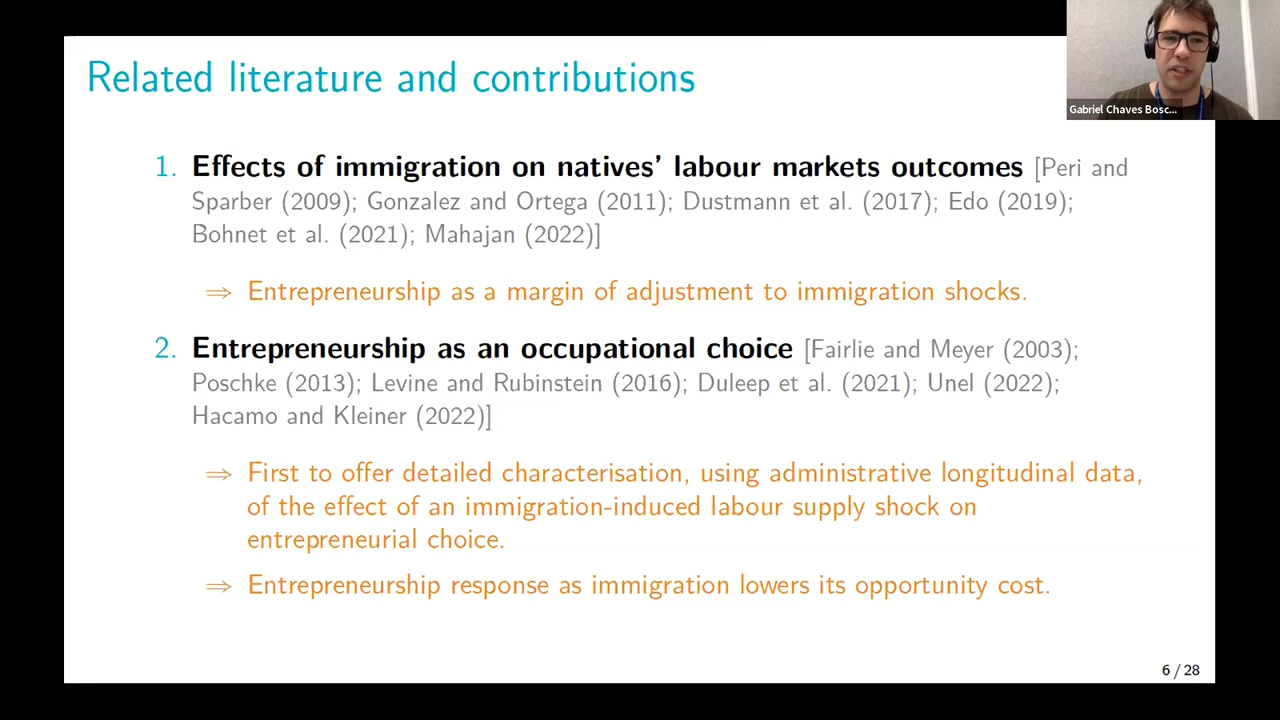 Related literature and contributions
Gabriel Chaves Bosc...
1. Effects of immigration on natives' labour markets outcomes [Peri and
Sparber (2009); Gonzalez and Ortega (2011); Dustmann et al. (2017); Edo (2019);
Bohnet et al. (2021); Mahajan (2022)]
⇒ Entrepreneurship as a margin of adjustment to immigration shocks.
2. Entrepreneurship as an occupational choice [Fairlie and Meyer (2003);
Poschke (2013); Levine and Rubinstein (2016); Duleep et al. (2021); Unel (2022);
Hacamo and Kleiner (2022)]
⇒ First to offer detailed characterisation, using administrative longitudinal data,
of the effect of an immigration-induced labour supply shock on
entrepreneurial choice.
⇒ Entrepreneurship response as immigration lowers its opportunity cost.
6 / 28